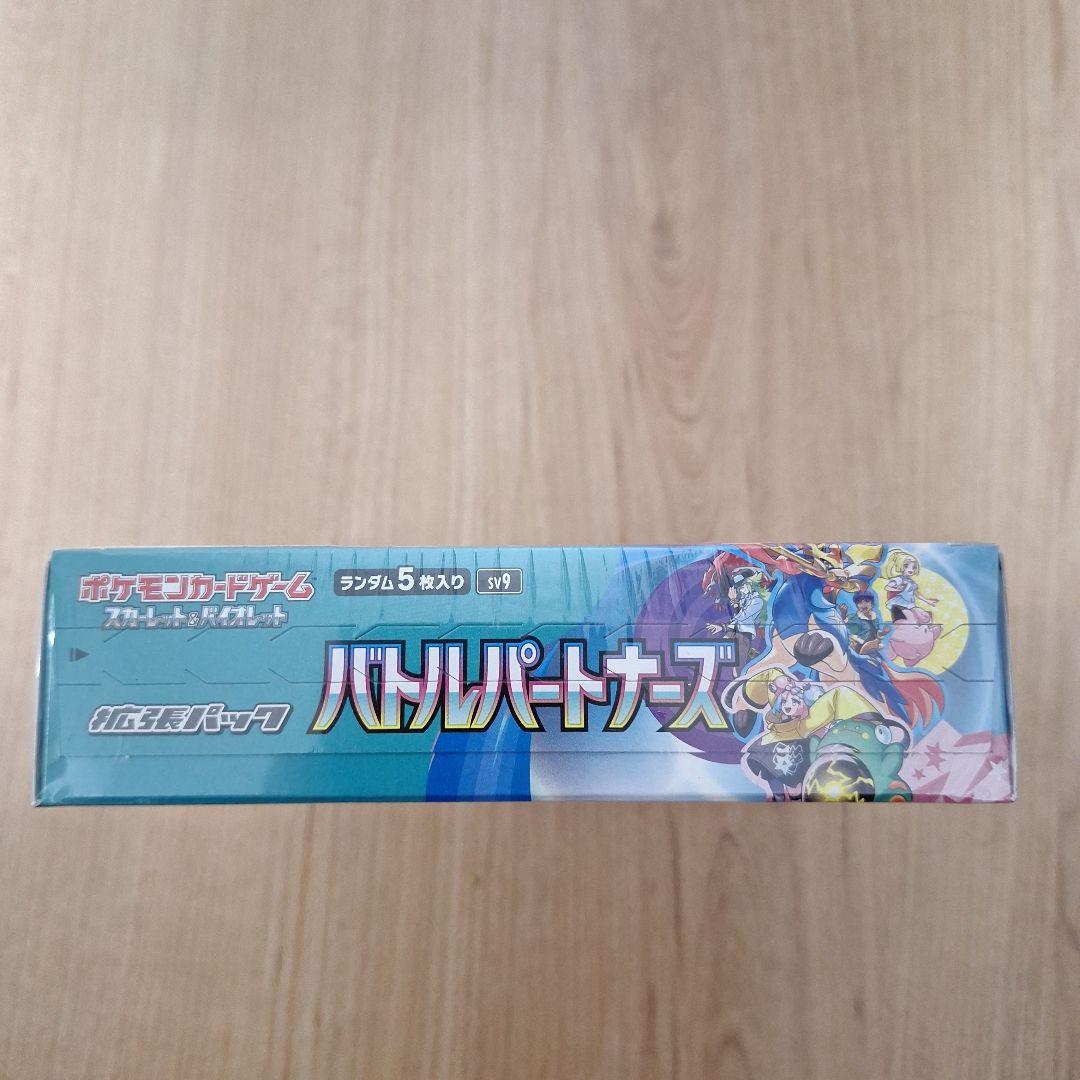 ポケモンカードゲーム
スカーレット&バイオレット
ランダム5枚入り SV9
拡張パック
バトルパートナーズ